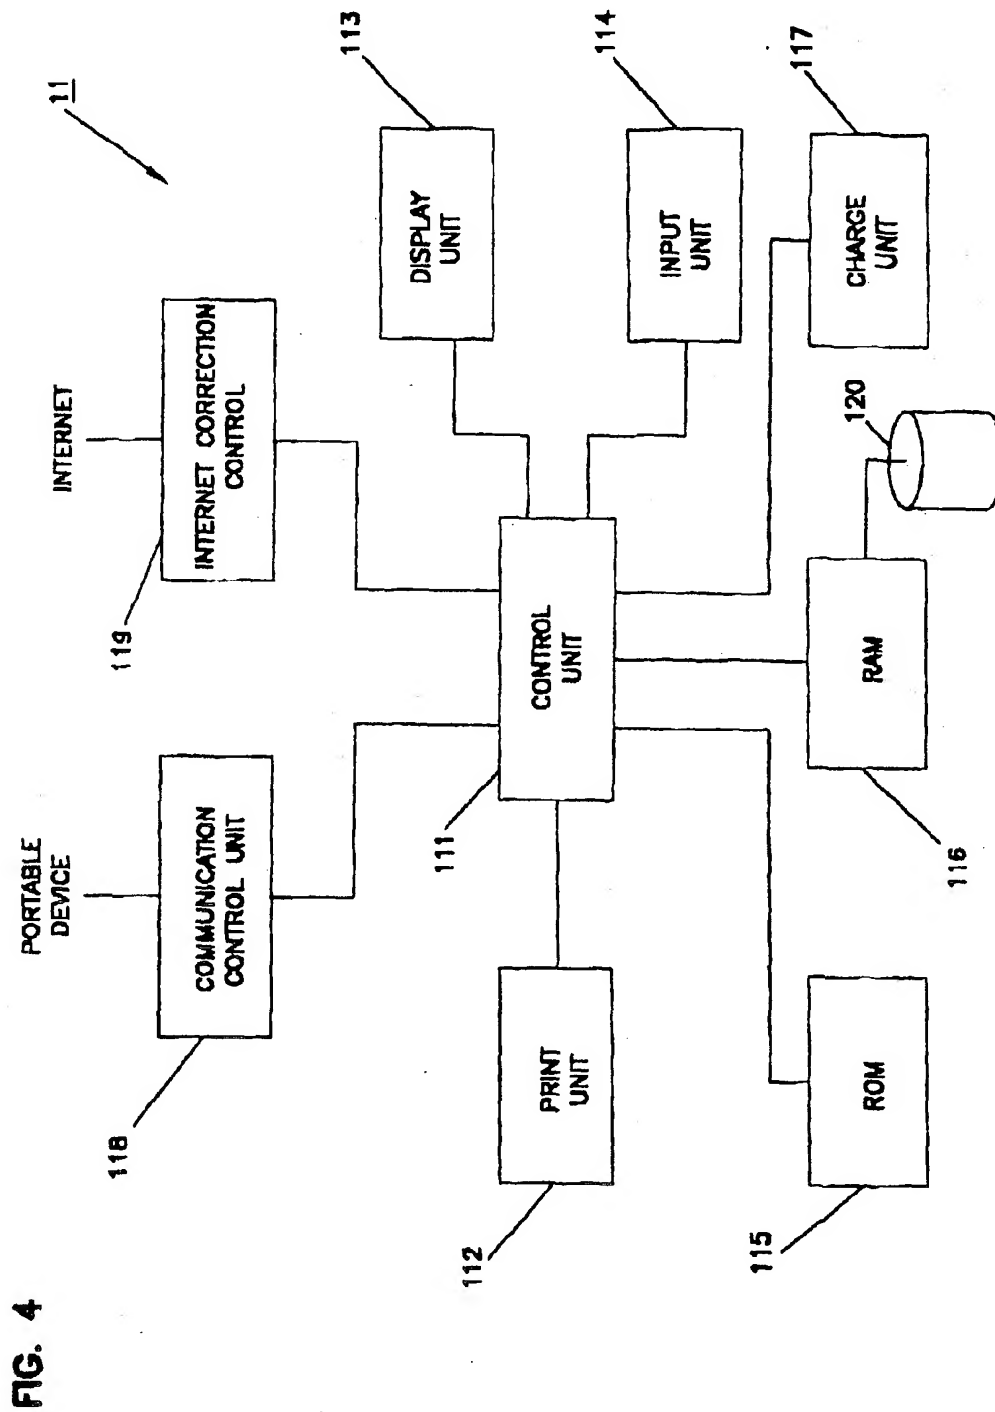 FIG. 4
11
PORTABLE
DEVICE
INTERNET
118
COMMUNICATION
CONTROL UNIT
119
INTERNET CORRECTION
CONTROL
113
DISPLAY
UNIT
111
CONTROL
UNIT
112
PRINT
UNIT
114
INPUT
UNIT
115
ROM
116
RAM
120
117
CHARGE
UNIT